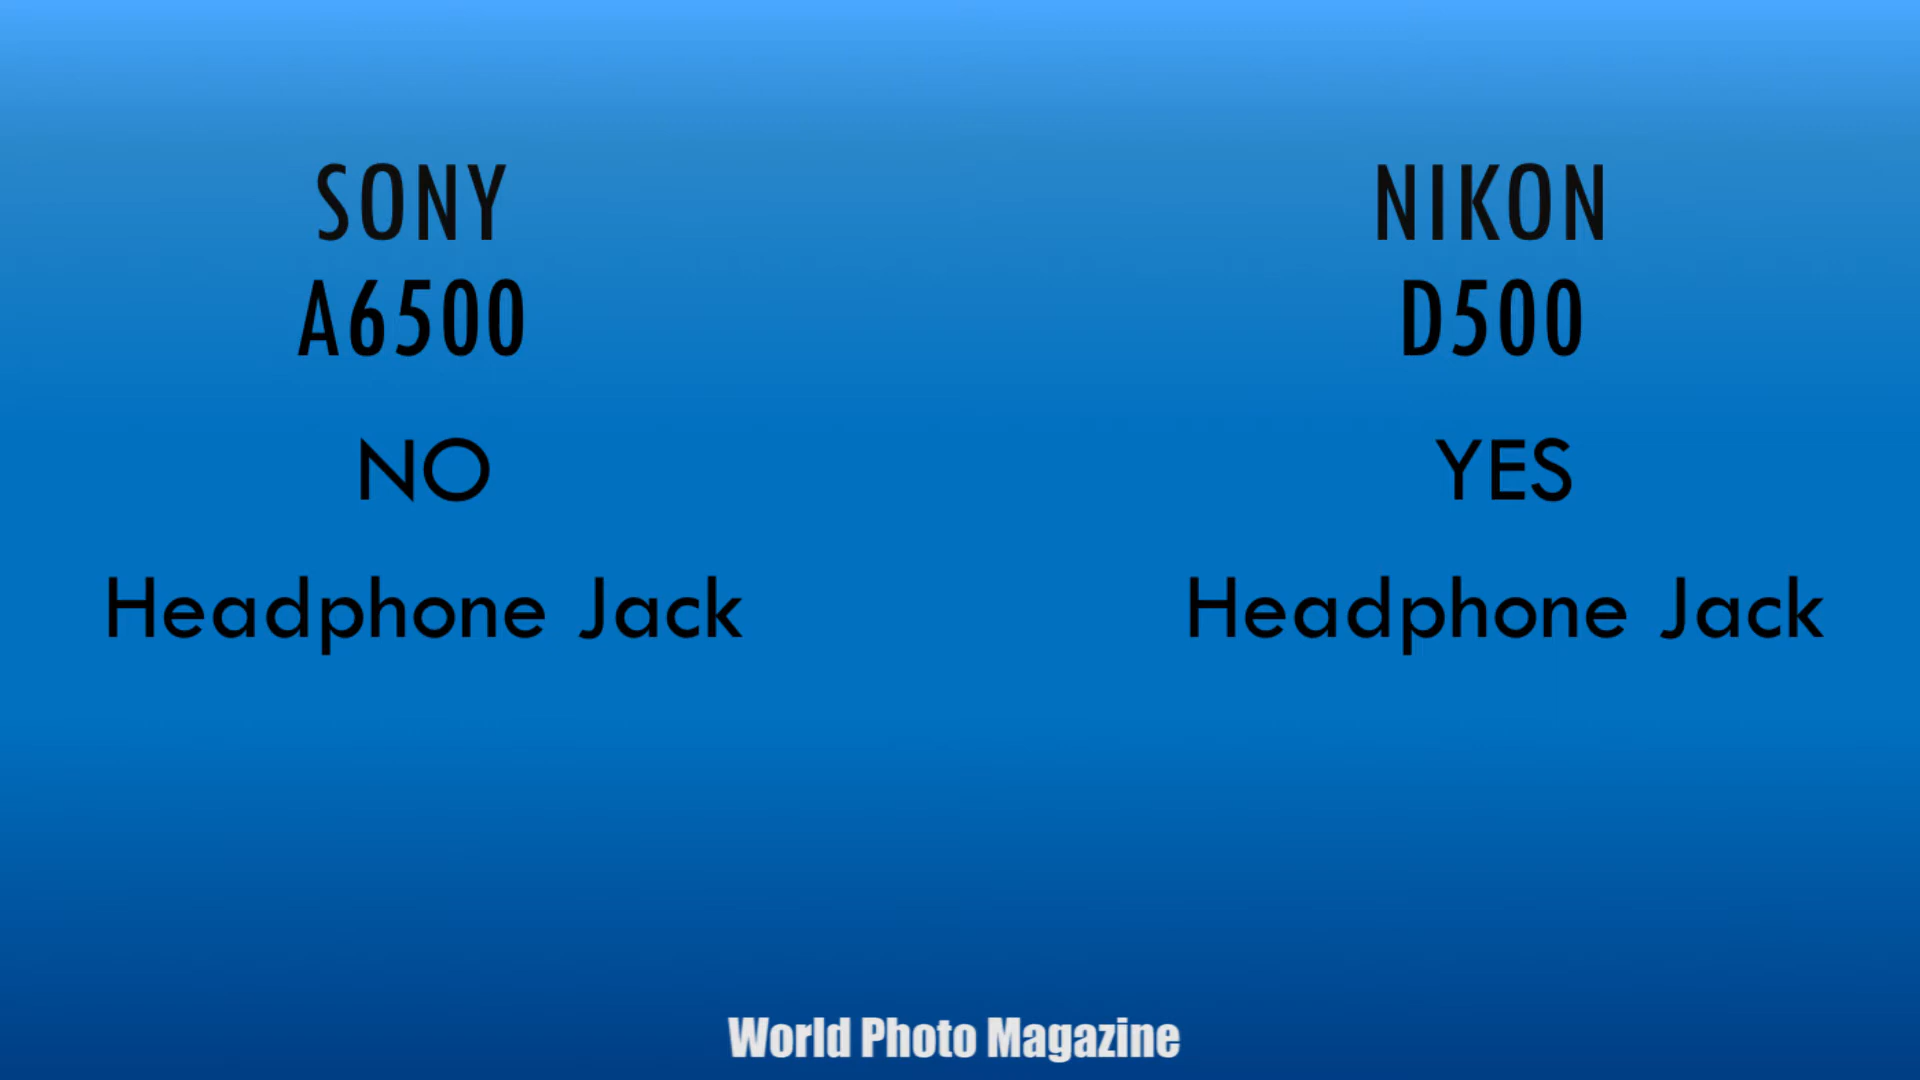 SONY
A6500
NO
Headphone Jack
NIKON
D500
YES
Headphone Jack
World Photo Magazine